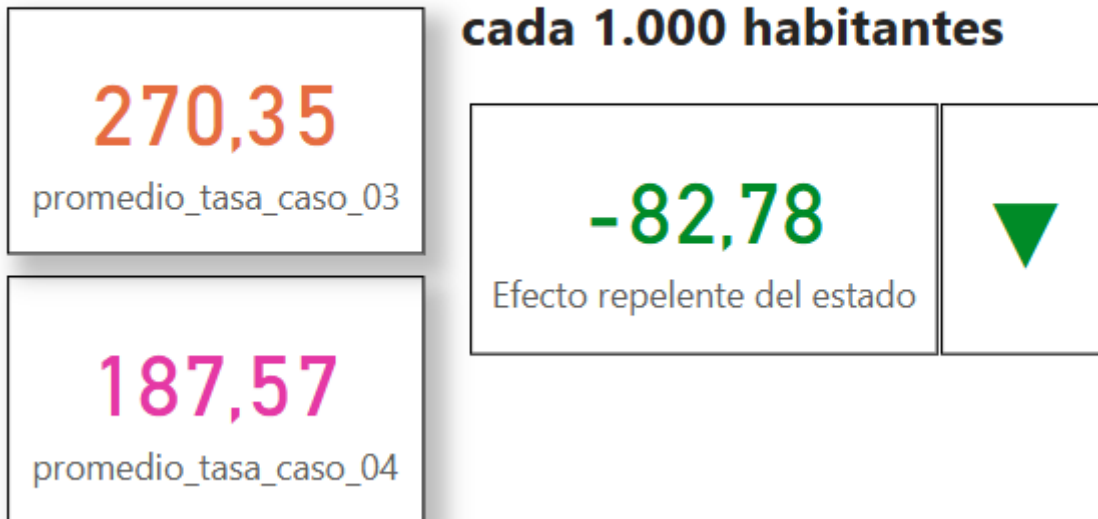 cada 1.000 habitantes
270,35
promedio_tasa_caso_03
-82,78
Efecto repelente del estado
187,57
promedio_tasa_caso_04